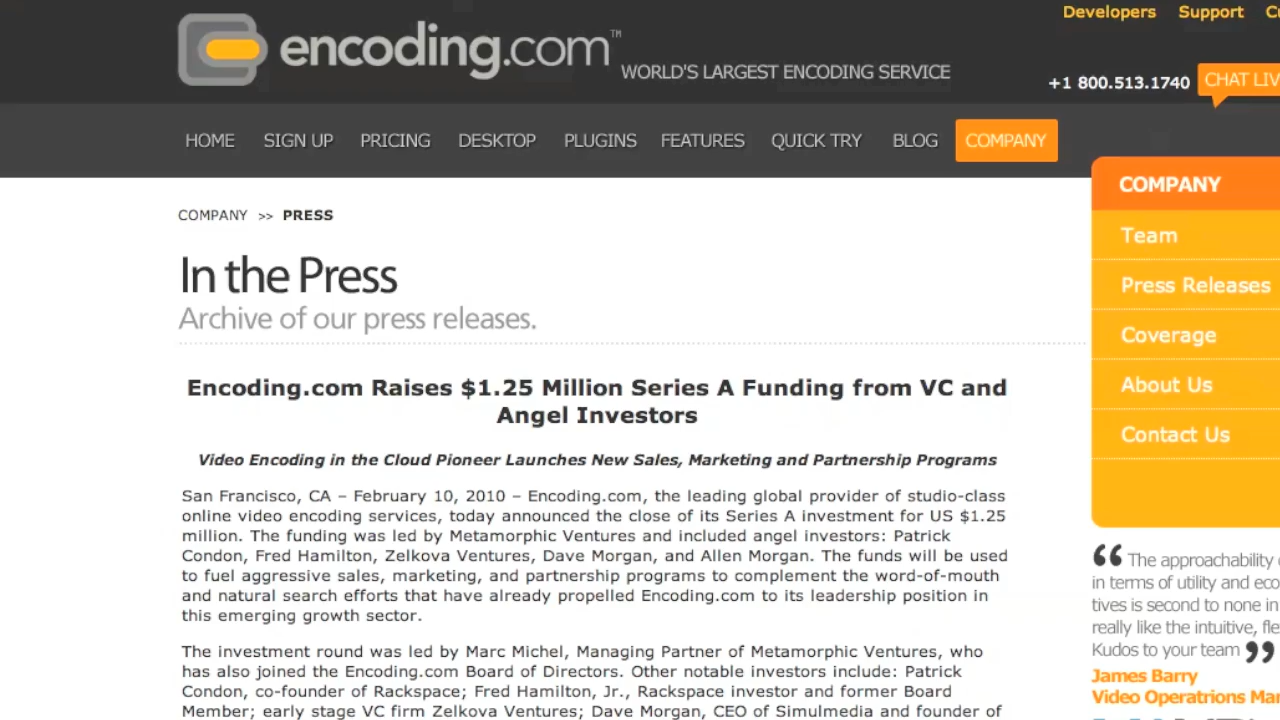 Developers Support
encoding.com™
WORLD'S LARGEST ENCODING SERVICE
+1 800.513.1740 CHAT
HOME SIGN UP PRICING DESKTOP PLUGINS FEATURES QUICK TRY BLOG COMPANY
COMPANY >> PRESS
In the Press
Archive of our press releases.
Encoding.com Raises $1.25 Million Series A Funding from VC and
Angel Investors
Video Encoding in the Cloud Pioneer Launches New Sales, Marketing and Partnership Programs
San Francisco, CA – February 10, 2010 – Encoding.com, the leading global provider of studio-class
online video encoding services, today announced the close of its Series A investment for US $1.25
million. The funding was led by Metamorphic Ventures and included angel investors: Patrick
Condon, Fred Hamilton, Zelkova Ventures, Dave Morgan, and Allen Morgan. The funds will be used
to fuel aggressive sales, marketing, and partnership programs to complement the word-of-mouth
and natural search efforts that have already propelled Encoding.com to its leadership position in
this emerging growth sector.
The investment round was led by Marc Michel, Managing Partner of Metamorphic Ventures, who
has also joined the Encoding.com Board of Directors. Other notable investors include: Patrick
Condon, co-founder of Rackspace; Fred Hamilton, Jr., Rackspace investor and former Board
Member; early stage VC firm Zelkova Ventures; Dave Morgan, CEO of Simulmedia and founder of
COMPANY
Team
Press Releases
Coverage
About Us
Contact Us
“ The approachability
in terms of utility and
tives is second to none in
really like the intuitive,
Kudos to your team ”
James Barry
Video Operatrions